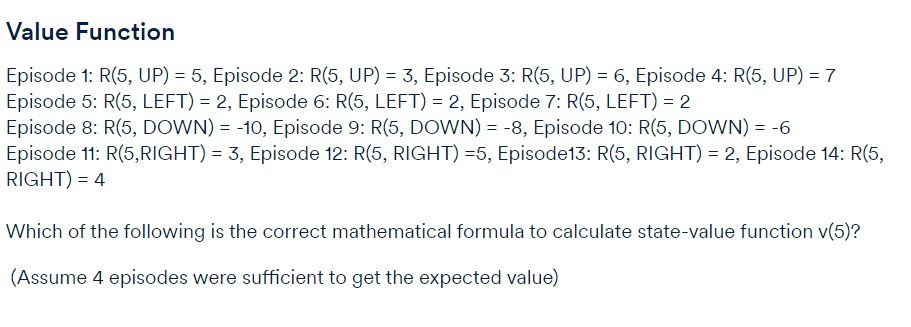 Value Function
Episode 1: R(5, UP) = 5, Episode 2: R(5, UP) = 3, Episode 3: R(5, UP) = 6, Episode 4: R(5, UP) = 7
Episode 5: R(5, LEFT) = 2, Episode 6: R(5, LEFT) = 2, Episode 7: R(5, LEFT) = 2
Episode 8: R(5, DOWN) = -10, Episode 9: R(5, DOWN) = -8, Episode 10: R(5, DOWN) = -6
Episode 11: R(5,RIGHT) = 3, Episode 12: R(5, RIGHT) =5, Episode13: R(5, RIGHT) = 2, Episode 14: R(5,
RIGHT) = 4
Which of the following is the correct mathematical formula to calculate state-value function v(5)?
(Assume 4 episodes were sufficient to get the expected value)